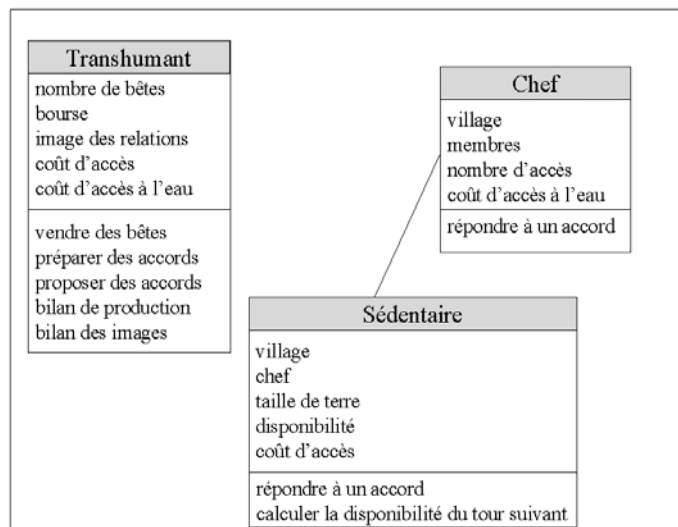 Transhumant
nombre de bêtes
bourse
image des relations
coût d'accès
coût d'accès à l'eau
vendre des bêtes
préparer des accords
proposer des accords
bilan de production
bilan des images
Chef
village
membres
nombre d'accès
coût d'accès à l'eau
répondre à un accord
Sédentaire
village
chef
taille de terre
disponibilité
coût d'accès
répondre à un accord
calculer la disponibilité du tour suivant